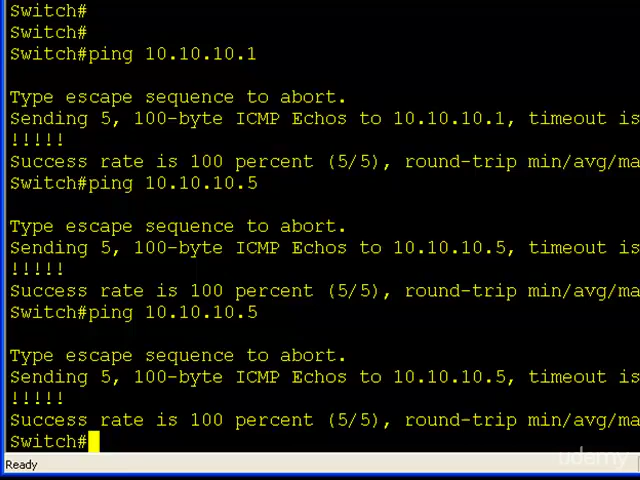 Switch#
Switch#
Switch#ping 10.10.10.1
Type escape sequence to abort.
Sending 5, 100-byte ICMP Echos to 10.10.10.1, timeout is
!!!!!
Success rate is 100 percent (5/5), round-trip min/avg/ma
Switch#ping 10.10.10.5
Type escape sequence to abort.
Sending 5, 100-byte ICMP Echos to 10.10.10.5, timeout is
!!!!!
Success rate is 100 percent (5/5), round-trip min/avg/ma
Switch#ping 10.10.10.5
Type escape sequence to abort.
Sending 5, 100-byte ICMP Echos to 10.10.10.5, timeout is
!!!!!
Success rate is 100 percent (5/5), round-trip min/avg/ma
Switch#
Ready
udemy